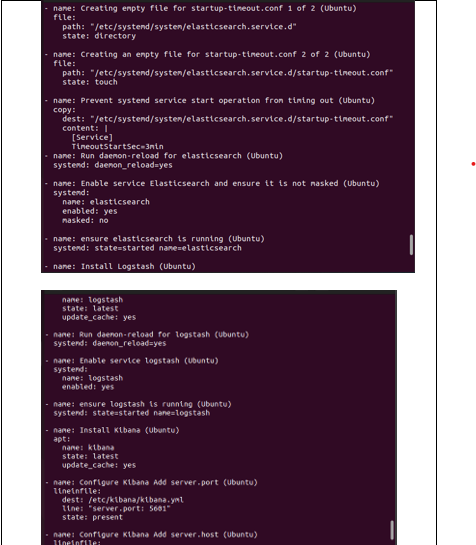 - name: Creating empty file for startup-timeout.conf 1 of 2 (Ubuntu)
  file:
    path: "/etc/systemd/system/elasticsearch.service.d"
    state: directory

- name: Creating an empty file for startup-timeout.conf 2 of 2 (Ubuntu)
  file:
    path: "/etc/systemd/system/elasticsearch.service.d/startup-timeout.conf"
    state: touch

- name: Prevent systemd service start operation from timing out (Ubuntu)
  copy:
    dest: "/etc/systemd/system/elasticsearch.service.d/startup-timeout.conf"
    content: |
      [Service]
      TimeoutStartSec=3min
- name: Run daemon-reload for elasticsearch (Ubuntu)
  systemd: daemon_reload=yes

- name: Enable service Elasticsearch and ensure it is not masked (Ubuntu)
  systemd:
    name: elasticsearch
    enabled: yes
    masked: no

- name: ensure elasticsearch is running (Ubuntu)
  systemd: state=started name=elasticsearch

- name: Install Logstash (Ubuntu)
    name: logstash
    state: latest
    update_cache: yes

- name: Run daemon-reload for logstash (Ubuntu)
  systemd: daemon_reload=yes

- name: Enable service logstash (Ubuntu)
  systemd:
    name: logstash
    enabled: yes

- name: ensure logstash is running (Ubuntu)
  systemd: state=started name=logstash

- name: Install Kibana (Ubuntu)
  apt:
    name: kibana
    state: latest
    update_cache: yes

- name: Configure Kibana Add server.port (Ubuntu)
  lineinfile:
    dest: /etc/kibana/kibana.yml
    line: "server.port: 5601"
    state: present

- name: Configure Kibana Add server.host (Ubuntu)
  lineinfile: